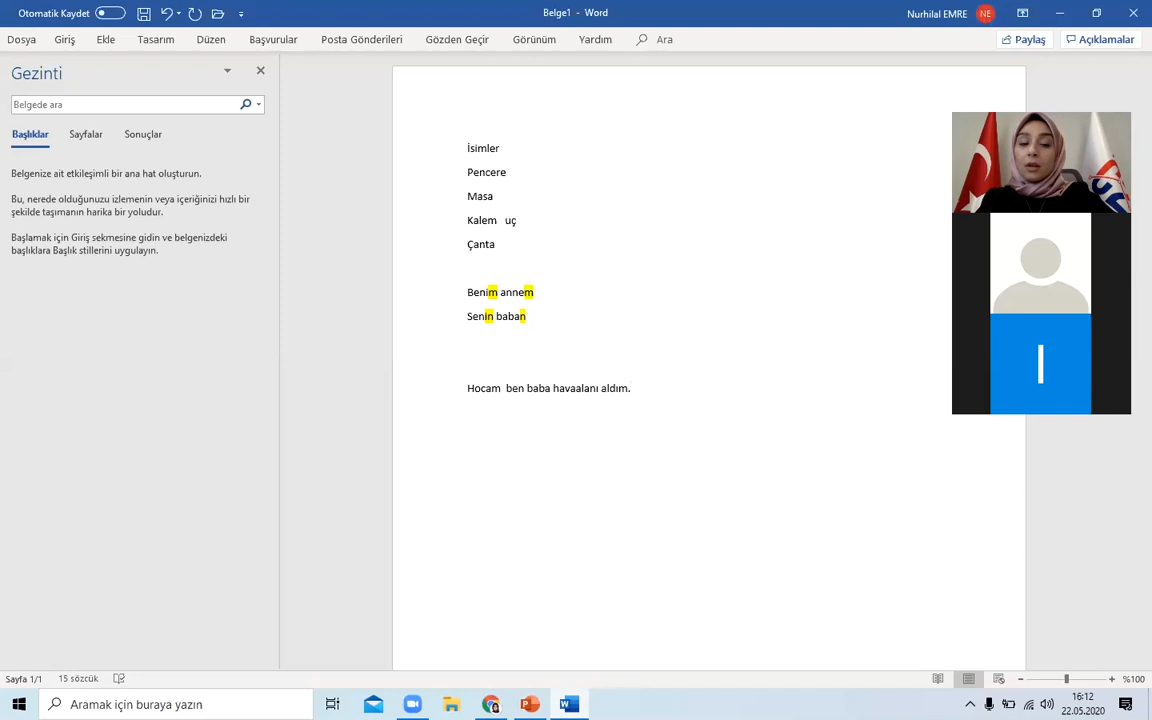 Otomatik Kaydet
Belge1 - Word
Nurhilal EMRE NE
Dosya Giriş Ekle Tasarım Düzen Başvurular Posta Gönderileri Gözden Geçir Görünüm Yardım Ara
Paylaş Açıklamalar
Gezinti
Belgede ara
Başlıklar Sayfalar Sonuçlar
Belgenize ait etkileşimli bir ana hat oluşturun.
Bu, nerede olduğunuzu izlemenin veya içeriğinizi hızlı bir
şekilde taşımanın harika bir yoludur.
Başlamak için Giriş sekmesine gidin ve belgenizdeki
başlıklara Başlık stillerini uygulayın.
İsimler
Pencere
Masa
Kalem uç
Çanta
Benim annem
Senin baban
Hocam ben baba havaalanı aldım.
I
Sayfa 1/1 15 sözcük
%100
Aramak için buraya yazın
16:12
22.05.2020